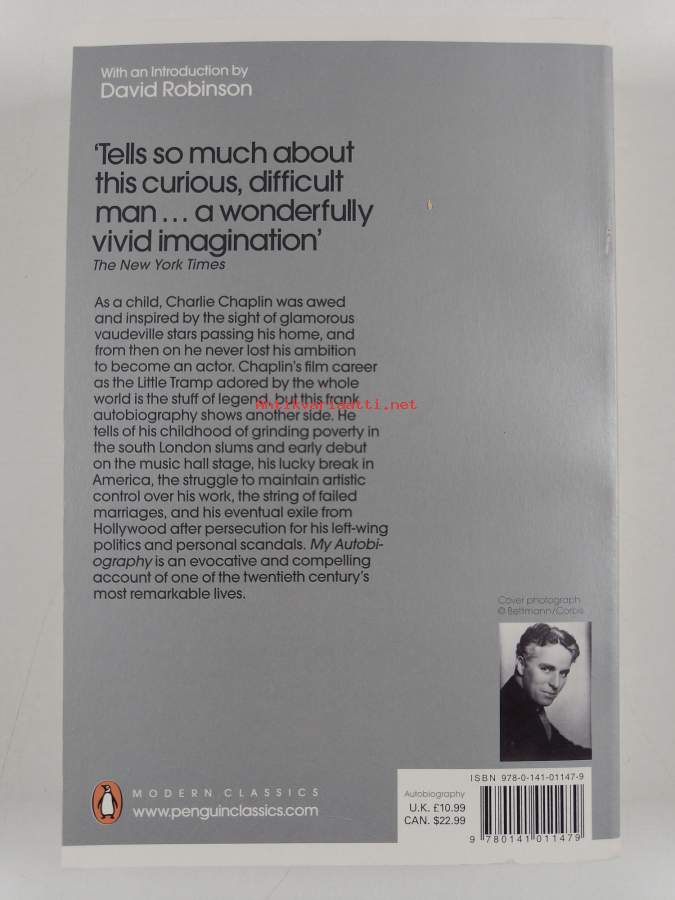 With an Introduction by
David Robinson
‘Tells so much about
this curious, difficult
man... a wonderfully
vivid imagination’
The New York Times
As a child, Charlie Chaplin was awed
and inspired by the sight of glamorous
vaudeville stars passing his home, and
from then on he never lost his ambition
to become an actor. Chaplin’s film career
as the Little Tramp adored by the whole
world is the stuff of legend, but this frank
Antikvariaatti.net
autobiography shows another side. He
tells of his childhood of grinding poverty in
the south London slums and early debut
on the music hall stage, his lucky break in
America, the struggle to maintain artistic
control over his work, the string of failed
marriages, and his eventual exile from
Hollywood after persecution for his left-wing
politics and personal scandals. My Autobi-
ography is an evocative and compelling
account of one of the twentieth century’s
most remarkable lives.
Cover photograph
© Bettmann/Corbis
MODERN CLASSICS
www.penguinclassics.com
ISBN 978-0-141-01147-9
Autobiography
U.K. £10.99
CAN. $22.99
9 780141 011479